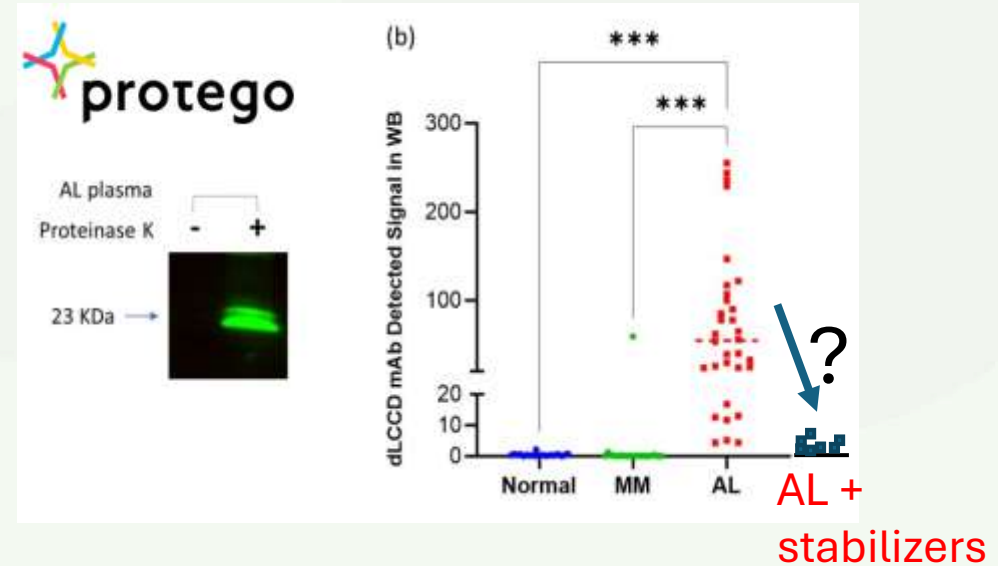 protego
AL plasma
Proteinase K - +
23 KDa
(b)
***
***
dLCCD mAb Detected Signal in WB
300
200
100
20
10
0
Normal MM AL
?
AL +
stabilizers